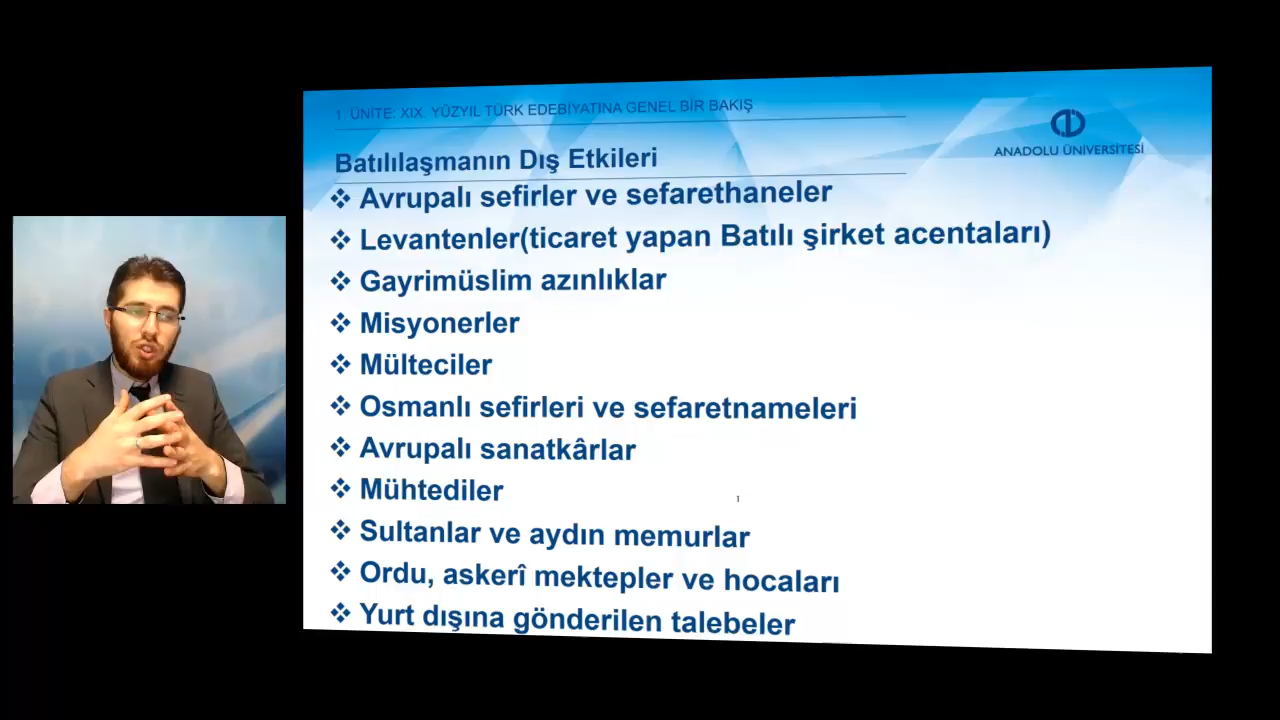 1. ÜNİTE: XIX. YÜZYIL TÜRK EDEBİYATINA GENEL BİR BAKIŞ
ANADOLU ÜNİVERSİTESİ
Batılılaşmanın Dış Etkileri
❖ Avrupalı sefirler ve sefarethaneler
❖ Levantenler(ticaret yapan Batılı şirket acentaları)
❖ Gayrimüslim azınlıklar
❖ Misyonerler
❖ Mülteciler
❖ Osmanlı sefirleri ve sefaretnameleri
❖ Avrupalı sanatkârlar
❖ Mühtediler
❖ Sultanlar ve aydın memurlar
❖ Ordu, askerî mektepler ve hocaları
❖ Yurt dışına gönderilen talebeler